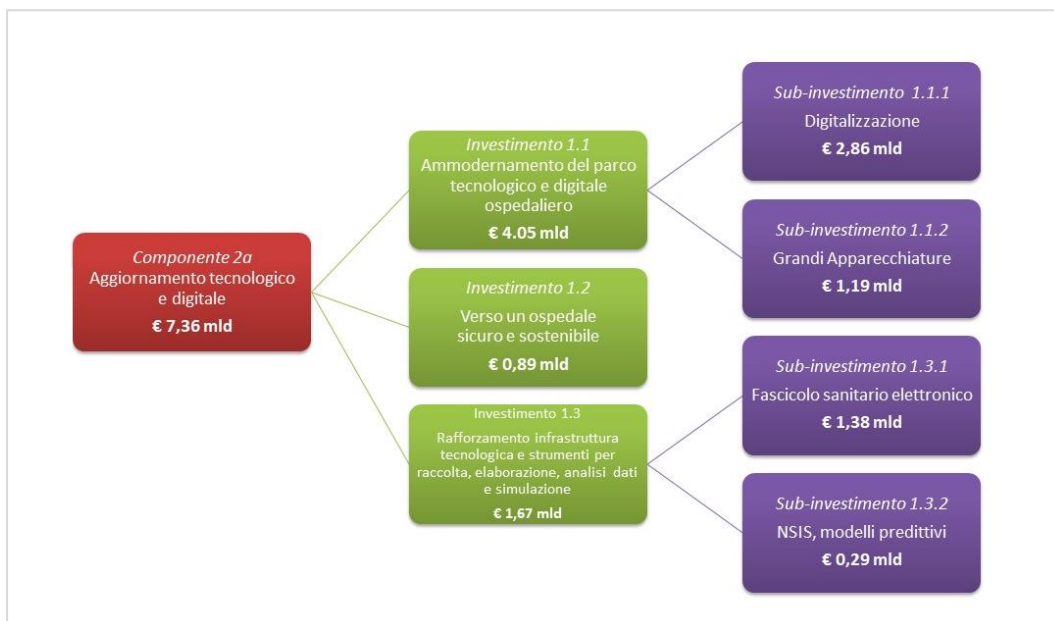 Componente 2a
Aggiornamento tecnologico
e digitale
€ 7,36 mld
Investimento 1.1
Ammodernamento del parco
tecnologico e digitale
ospedaliero
€ 4.05 mld
Investimento 1.2
Verso un ospedale
sicuro e sostenibile
€ 0,89 mld
Investimento 1.3
Rafforzamento infrastruttura
tecnologica e strumenti per
raccolta, elaborazione, analisi dati
e simulazione
€ 1,67 mld
Sub-investimento 1.1.1
Digitalizzazione
€ 2,86 mld
Sub-investimento 1.1.2
Grandi Apparecchiature
€ 1,19 mld
Sub-investimento 1.3.1
Fascicolo sanitario elettronico
€ 1,38 mld
Sub-investimento 1.3.2
NSIS, modelli predittivi
€ 0,29 mld